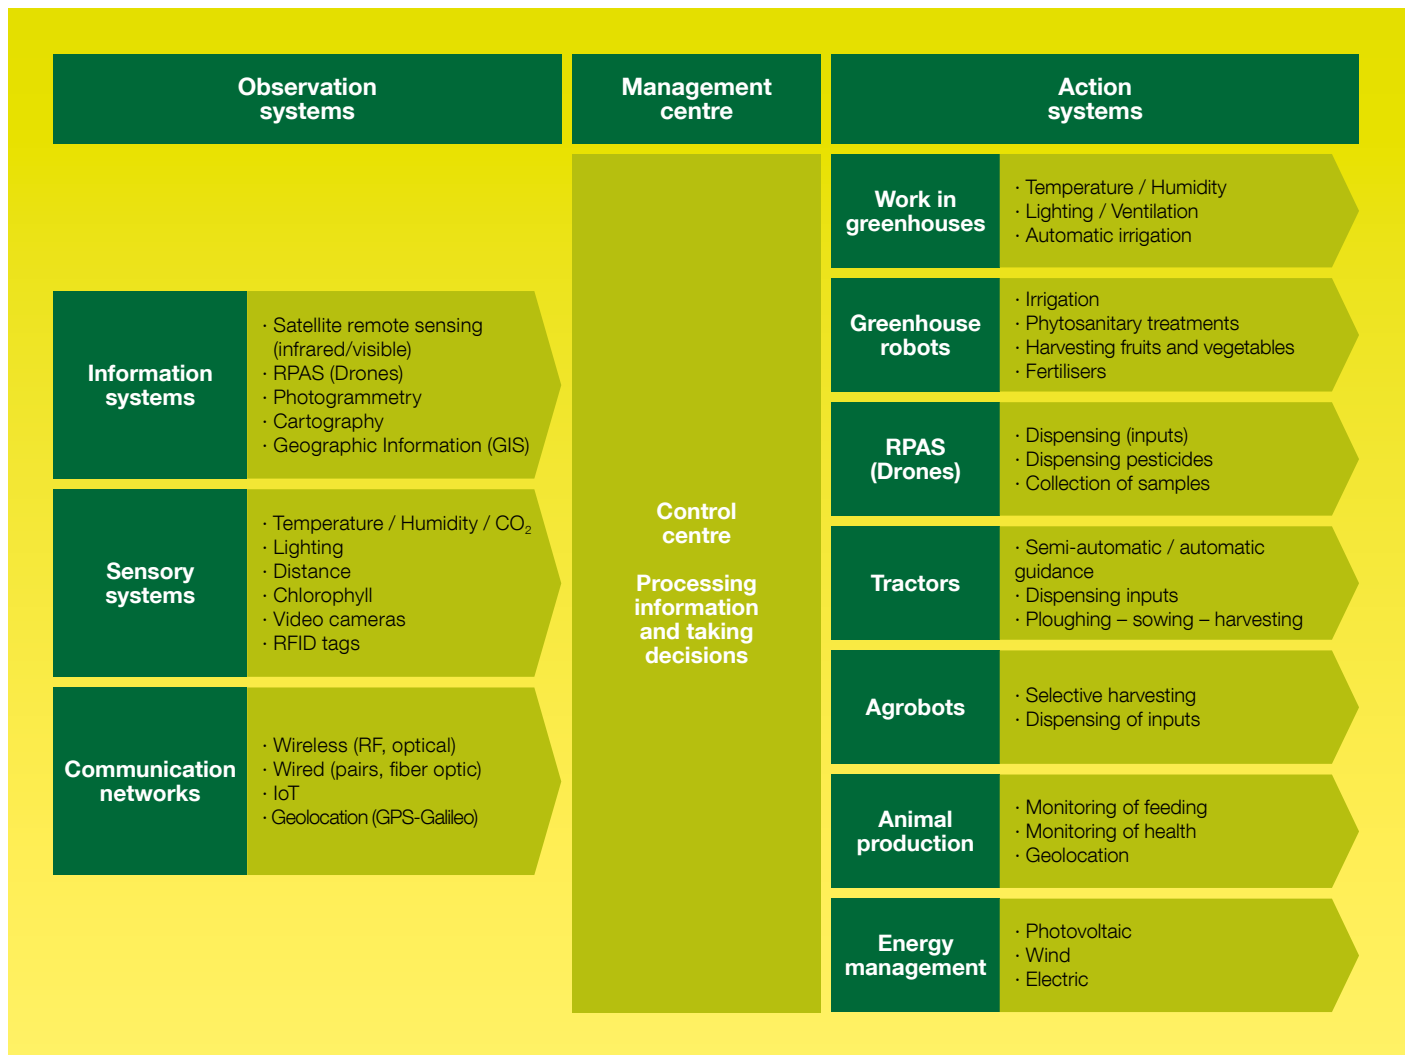 Observation
systems
Information
systems
· Satellite remote sensing
(infrared/visible)
· RPAS (Drones)
· Photogrammetry
· Cartography
· Geographic Information (GIS)
Sensory
systems
· Temperature / Humidity / CO₂
· Lighting
· Distance
· Chlorophyll
· Video cameras
· RFID tags
Communication
networks
· Wireless (RF, optical)
· Wired (pairs, fiber optic)
· IoT
· Geolocation (GPS-Galileo)
Management
centre
Control
centre
Processing
information
and taking
decisions
Action
systems
Work in
greenhouses
· Temperature / Humidity
· Lighting / Ventilation
· Automatic irrigation
Greenhouse
robots
· Irrigation
· Phytosanitary treatments
· Harvesting fruits and vegetables
· Fertilisers
RPAS
(Drones)
· Dispensing (inputs)
· Dispensing pesticides
· Collection of samples
Tractors
· Semi-automatic / automatic
guidance
· Dispensing inputs
· Ploughing – sowing – harvesting
Agrobots
· Selective harvesting
· Dispensing of inputs
Animal
production
· Monitoring of feeding
· Monitoring of health
· Geolocation
Energy
management
· Photovoltaic
· Wind
· Electric